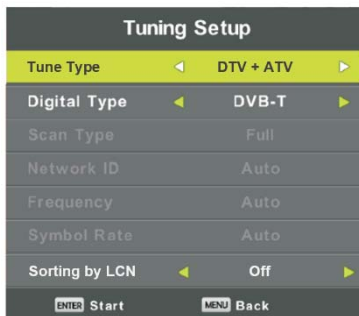 Tuning Setup
Tune Type DTV + ATV
Digital Type DVB-T
Scan Type Full
Network ID Auto
Frequency Auto
Symbol Rate Auto
Sorting by LCN Off
ENTER Start MENU Back